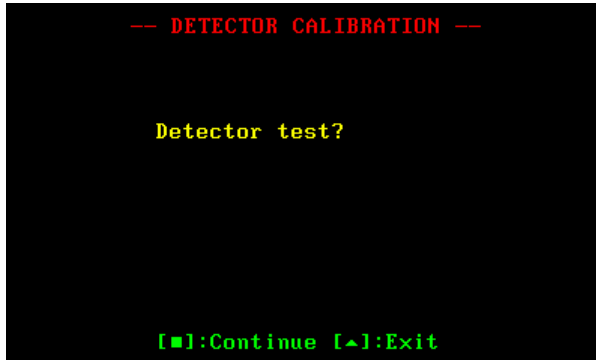 -- DETECTOR CALIBRATION --
Detector test?
[■]:Continue [▲]:Exit